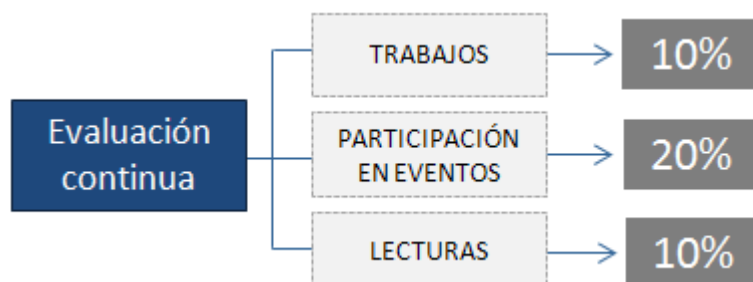 TRABAJOS
10%
Evaluación
continua
PARTICIPACIÓN
EN EVENTOS
20%
LECTURAS
10%